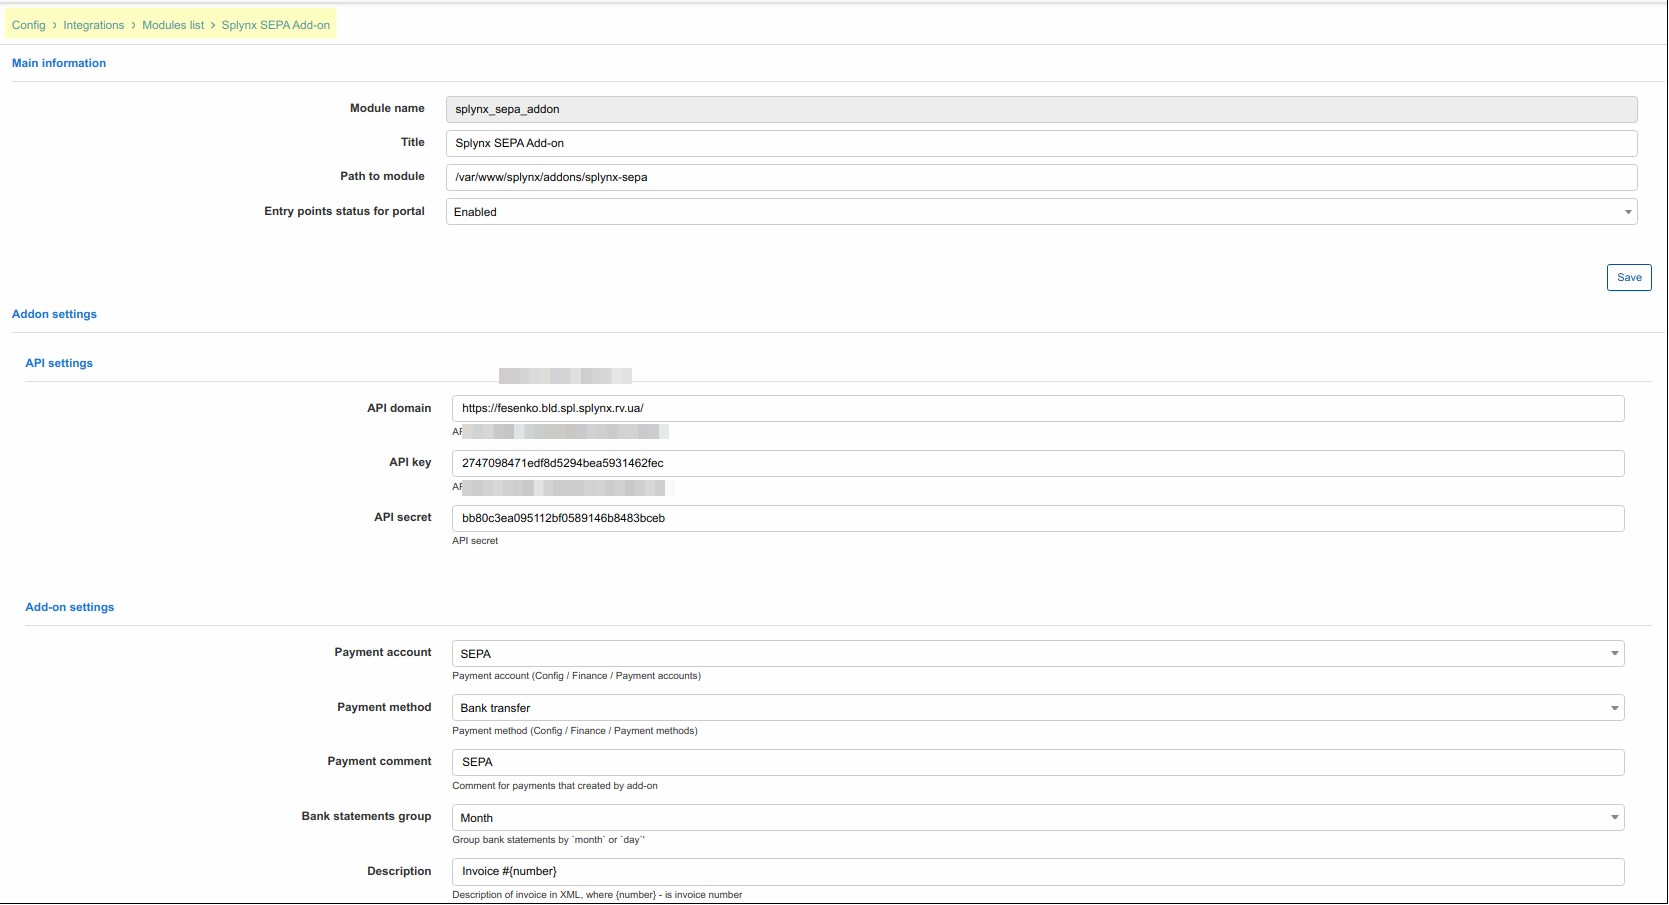 Config > Integrations > Modules list > Splynx SEPA Add-on
Main information
Module name splynx_sepa_addon
Title Splynx SEPA Add-on
Path to module /var/www/splynx/addons/splynx-sepa
Entry points status for portal Enabled
Save
Addon settings
API settings
API domain https://fesenko.bld.spl.splynx.rv.ua/
API key 2747098471edf8d5294bea5931462fec
API secret bb80c3ea095112bf0589146b8483bceb
API secret
Add-on settings
Payment account SEPA
Payment account (Config / Finance / Payment accounts)
Payment method Bank transfer
Payment method (Config / Finance / Payment methods)
Payment comment SEPA
Comment for payments that created by add-on
Bank statements group Month
Group bank statements by `month` or `day`'
Description Invoice #{number}
Description of invoice in XML, where {number} - is invoice number